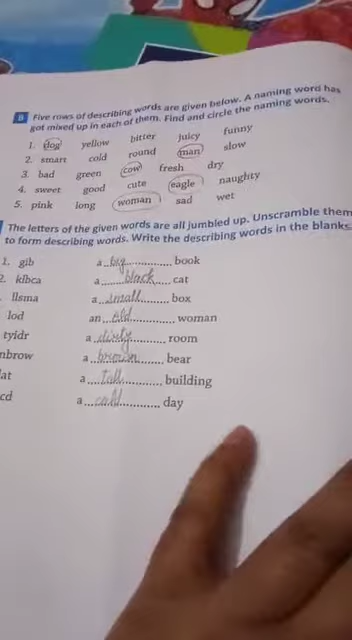 B Five rows of describing words are given below. A naming word has
got mixed up in each of them. Find and circle the naming words.
1. dog yellow bitter juicy funny
2. smart cold round man slow
3. bad green cow fresh dry
4. sweet good cute eagle naughty
5. pink long woman sad wet
The letters of the given words are all jumbled up. Unscramble them
to form describing words. Write the describing words in the blanks.
1. gib a big book
2. klbca a black cat
llsma a small box
lod an old woman
tyidr a dirty room
nbrow a brown bear
lat a tall building
cd a cold day